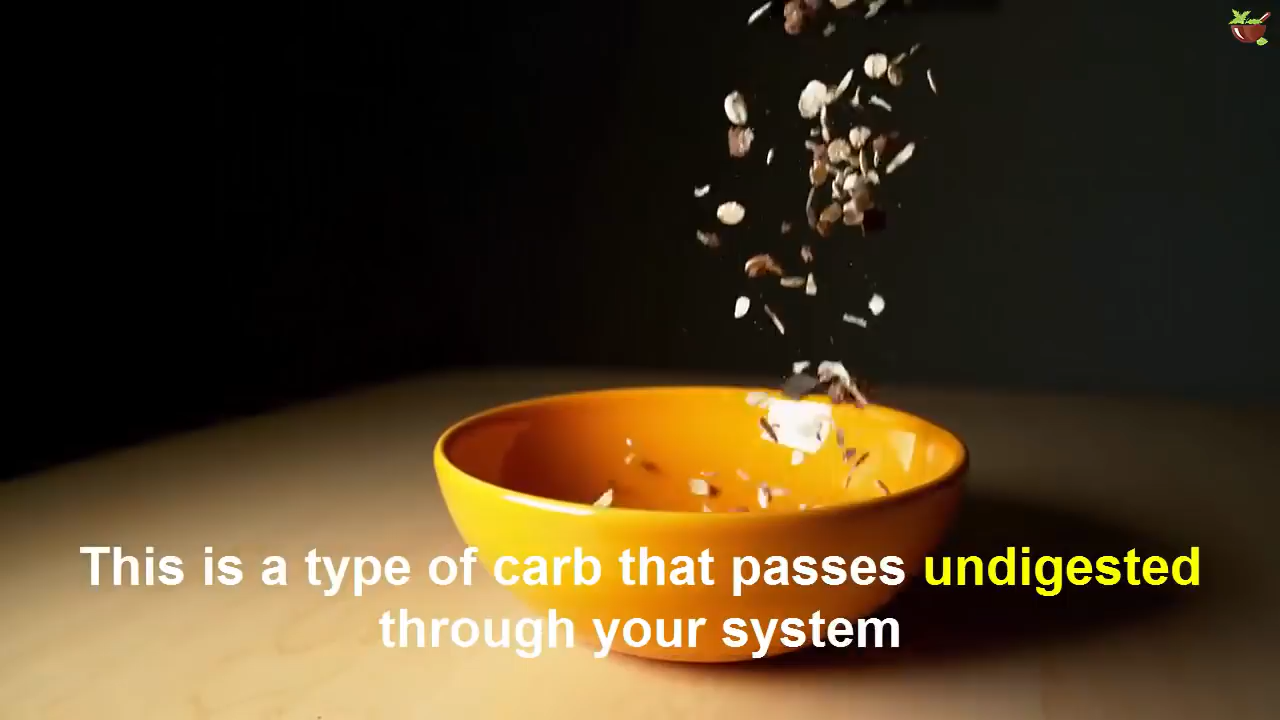 This is a type of carb that passes undigested
through your system